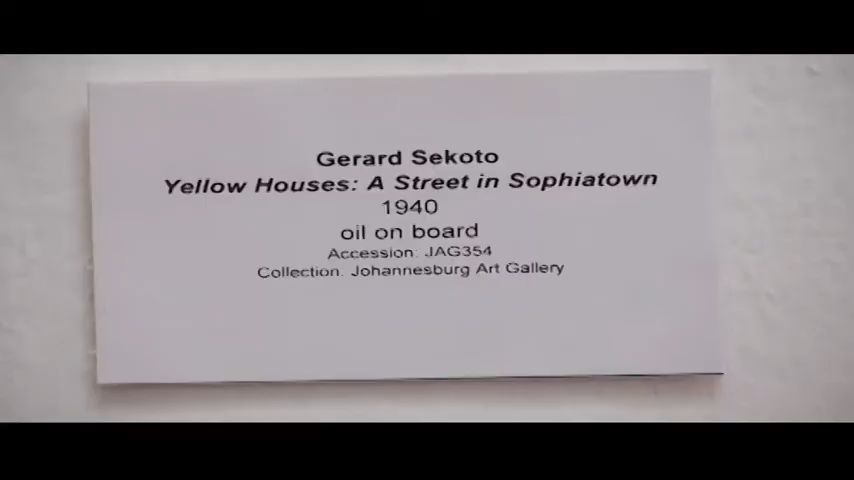 Gerard Sekoto
Yellow Houses: A Street in Sophiatown
1940
oil on board
Accession: JAG354
Collection: Johannesburg Art Gallery